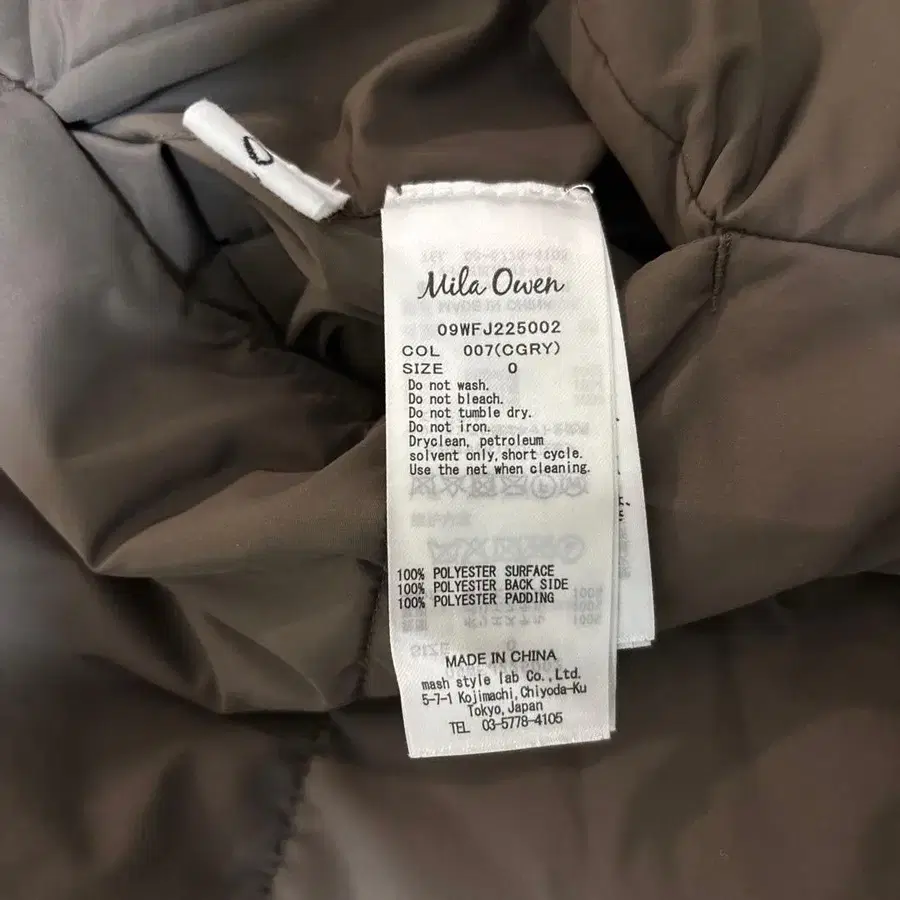 0
Mila Owen
09WFJ225002
COL 007(CGRY)
SIZE 0
Do not wash.
Do not bleach.
Do not tumble dry.
Do not iron.
Dryclean, petroleum
solvent only,short cycle.
Use the net when cleaning.
100% POLYESTER SURFACE
100% POLYESTER BACK SIDE
100% POLYESTER PADDING
MADE IN CHINA
mash style lab Co.,Ltd.
5-7-1 Kojimachi,Chiyoda-Ku
Tokyo,Japan
TEL 03-5778-4105